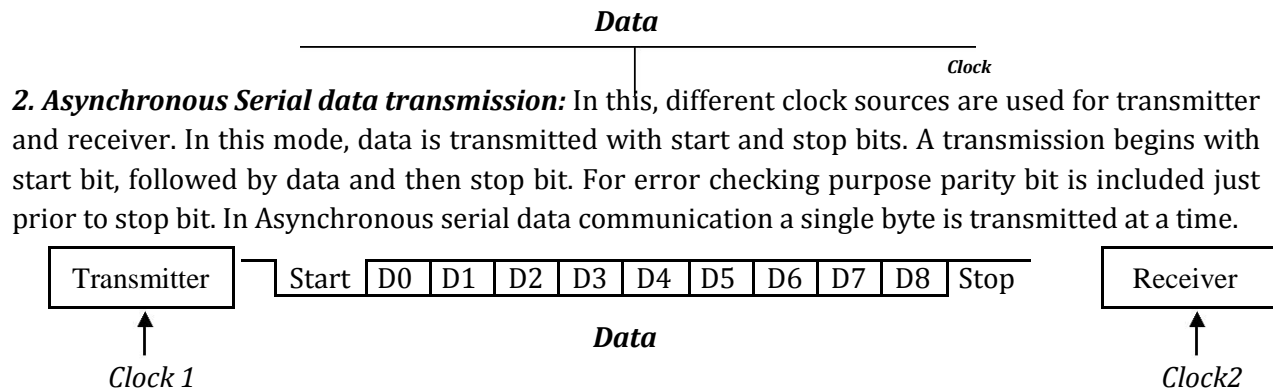 Data
Clock
2. Asynchronous Serial data transmission: In this, different clock sources are used for transmitter
and receiver. In this mode, data is transmitted with start and stop bits. A transmission begins with
start bit, followed by data and then stop bit. For error checking purpose parity bit is included just
prior to stop bit. In Asynchronous serial data communication a single byte is transmitted at a time.
Transmitter Start D0 D1 D2 D3 D4 D5 D6 D7 D8 Stop Receiver
Data
Clock 1 Clock2